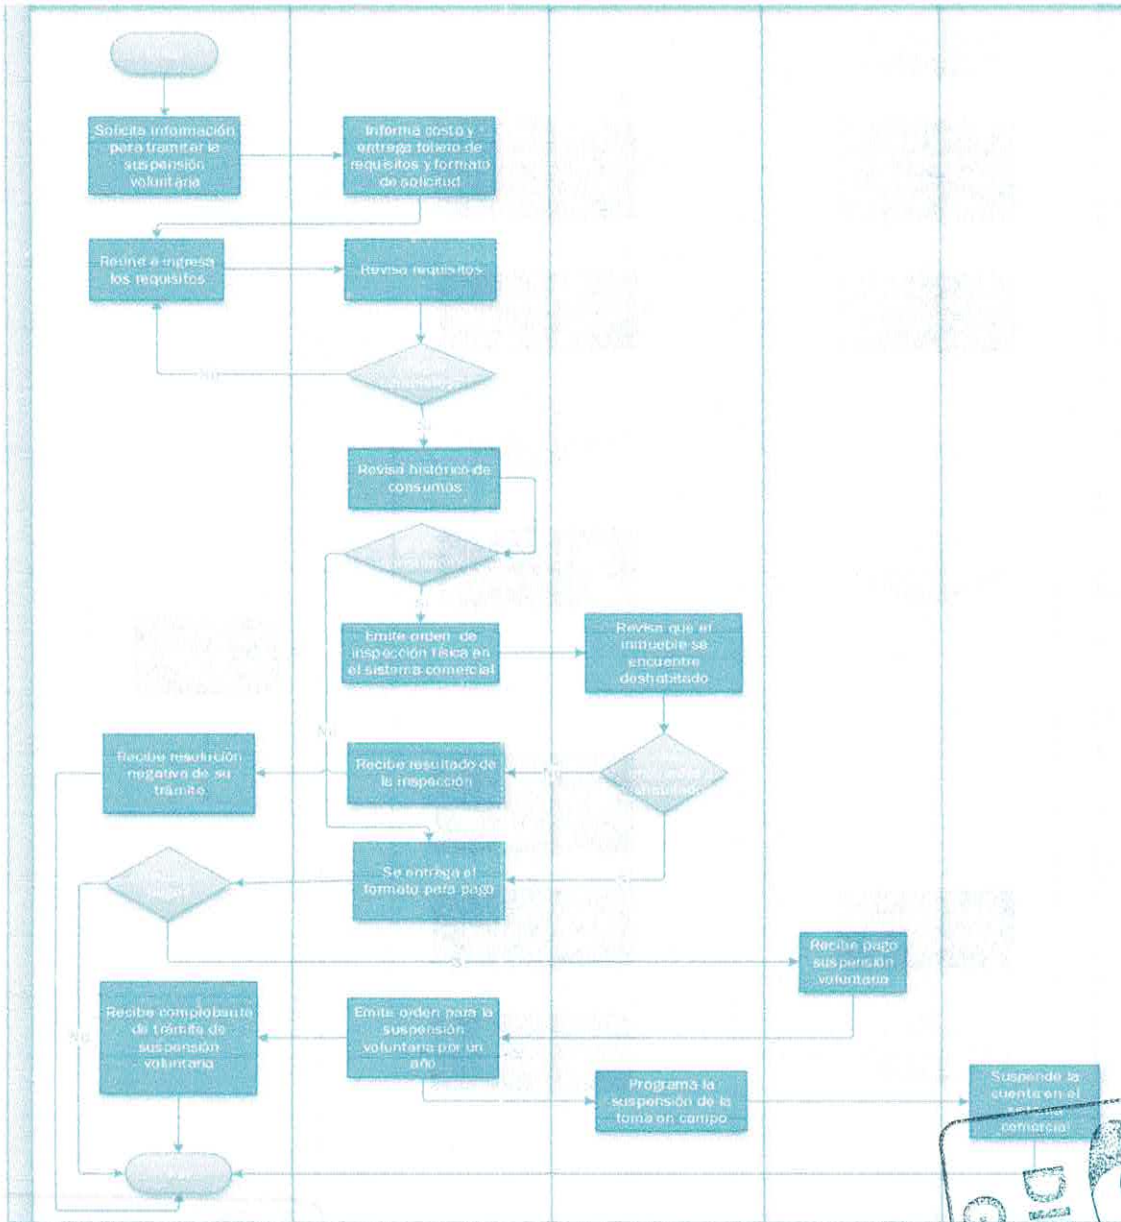 Solicita información
para tramitar la
suspensión
voluntaria
Informa costo y
entrega folleto de
requisitos y formato
de solicitud
Reúne e ingresa
los requisitos
Revisa requisitos
No
Si
Revisa histórico de
consumos
Si
Emite orden de
inspección física en
el sistema comercial
Revisa que el
inmueble se
encuentre
deshabitado
No
Recibe resolución
negativa de su
trámite
Recibe resultado de
la inspección
No
Se entrega el
formato para pago
Si
Si
Recibe pago
suspensión
voluntaria
Recibe comprobante
de trámite de
suspensión
voluntaria
No
Emite orden para la
suspensión
voluntaria por un
año
Programa la
suspensión de la
toma en campo
Suspende la
cuenta en el
sistema
comercial